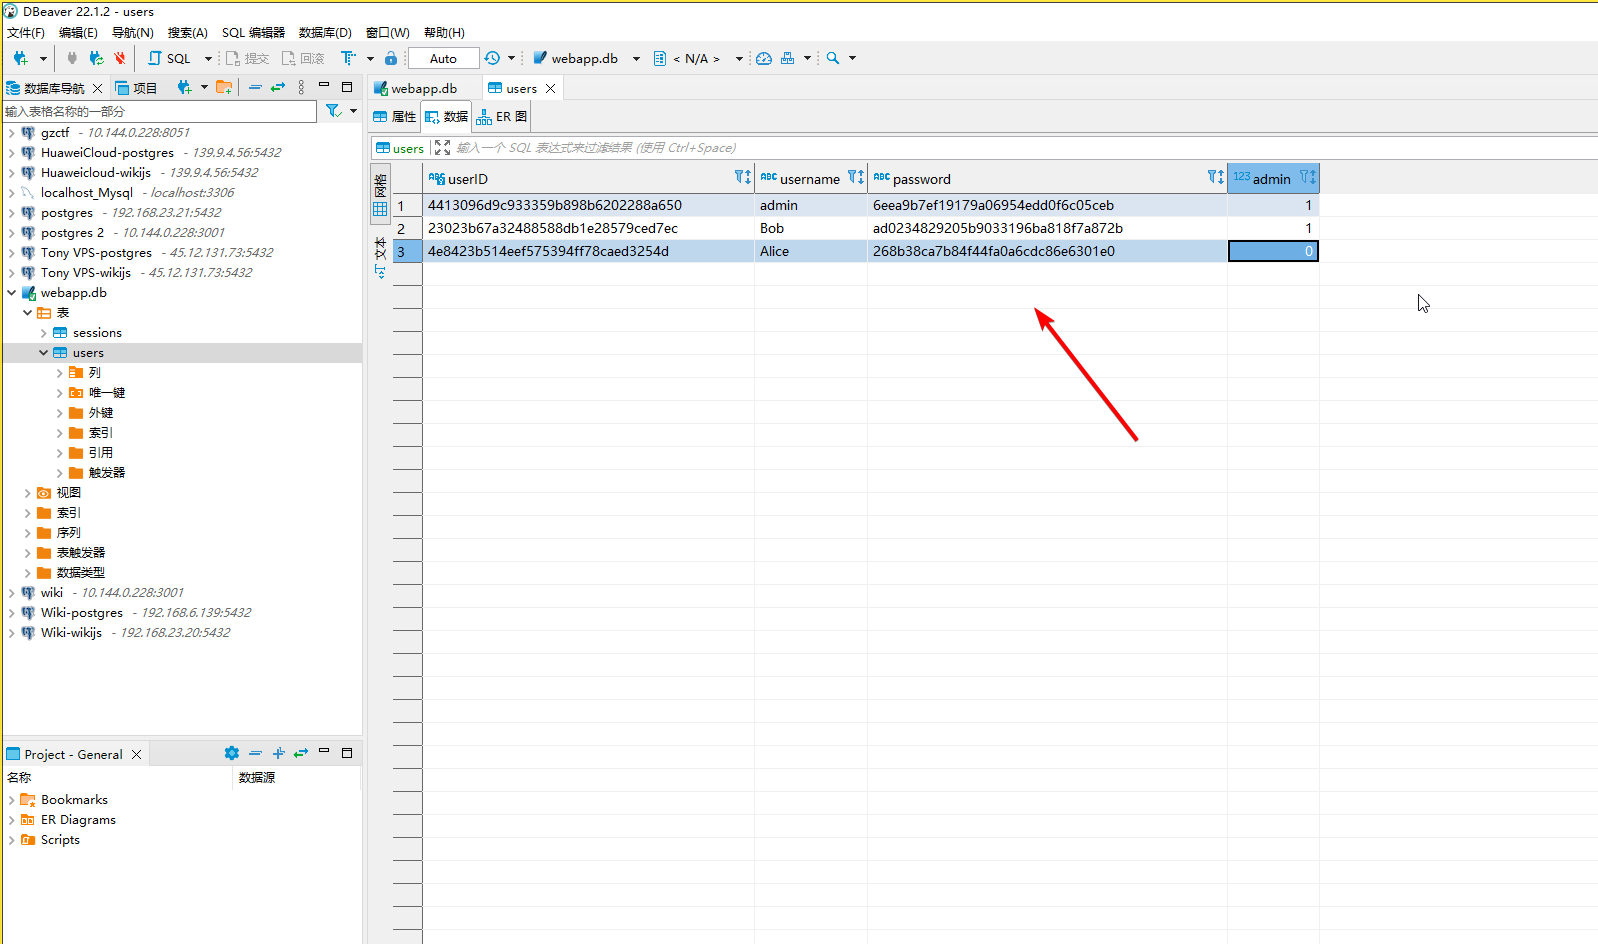 DBeaver 22.1.2 - users
文件(F) 编辑(E) 导航(N) 搜索(A) SQL 编辑器 数据库(D) 窗口(W) 帮助(H)
SQL 提交 回滚 Auto webapp.db < N/A >
数据库导航 项目
输入表格名称的一部分
gzctf - 10.144.0.228:8051
HuaweiCloud-postgres - 139.9.4.56:5432
Huaweicloud-wikijs - 139.9.4.56:5432
localhost_Mysql - localhost:3306
postgres - 192.168.23.21:5432
postgres 2 - 10.144.0.228:3001
Tony VPS-postgres - 45.12.131.73:5432
Tony VPS-wikijs - 45.12.131.73:5432
webapp.db
表
sessions
users
列
唯一键
外键
索引
引用
触发器
视图
索引
序列
表触发器
数据类型
wiki - 10.144.0.228:3001
Wiki-postgres - 192.168.6.139:5432
Wiki-wikijs - 192.168.23.20:5432
Project - General
名称 数据源
Bookmarks
ER Diagrams
Scripts
webapp.db users
属性 数据 ER 图
users 输入一个 SQL 表达式来过滤结果 (使用 Ctrl+Space)
网格
文本
ABC userID ABC username ABC password 123 admin
1 4413096d9c933359b898b6202288a650 admin 6eea9b7ef19179a06954edd0f6c05ceb 1
2 23023b67a32488588db1e28579ced7ec Bob ad0234829205b9033196ba818f7a872b 1
3 4e8423b514eef575394ff78caed3254d Alice 268b38ca7b84f44fa0a6cdc86e6301e0 0